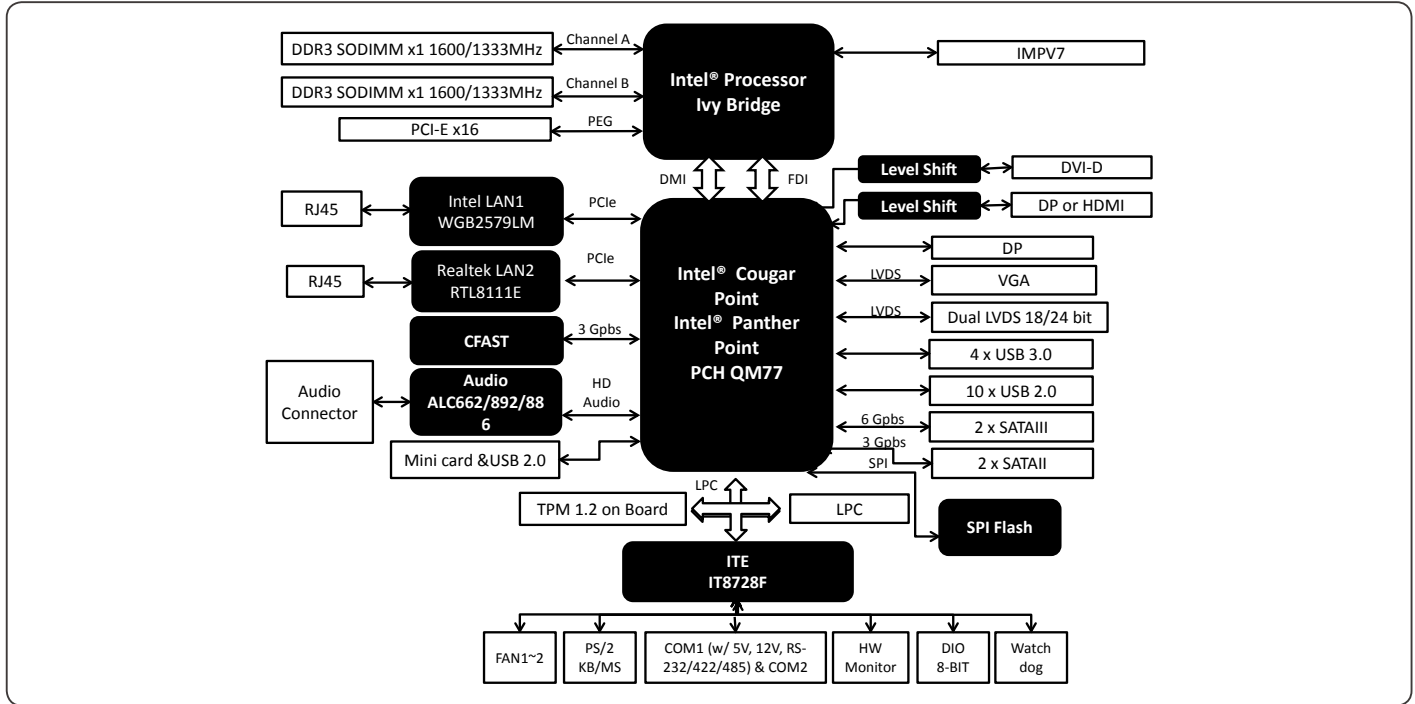 DDR3 SODIMM x1 1600/1333MHz
Channel A
Intel® Processor
Ivy Bridge
IMPV7
DDR3 SODIMM x1 1600/1333MHz
Channel B
PCI-E x16
PEG
DMI
FDI
Level Shift
DVI-D
Level Shift
DP or HDMI
RJ45
Intel LAN1
WGB2579LM
PCIe
RJ45
Realtek LAN2
RTL8111E
PCIe
CFAST
3 Gpbs
Audio
Connector
Audio
ALC662/892/88
6
HD
Audio
Mini card &USB 2.0
Intel® Cougar
Point
Intel® Panther
Point
PCH QM77
DP
LVDS
VGA
LVDS
Dual LVDS 18/24 bit
4 x USB 3.0
10 x USB 2.0
6 Gpbs
2 x SATAIII
3 Gpbs
2 x SATAII
SPI
SPI Flash
LPC
TPM 1.2 on Board
LPC
ITE
IT8728F
FAN1~2
PS/2
KB/MS
COM1 (w/ 5V, 12V, RS-
232/422/485) & COM2
HW
Monitor
DIO
8-BIT
Watch
dog